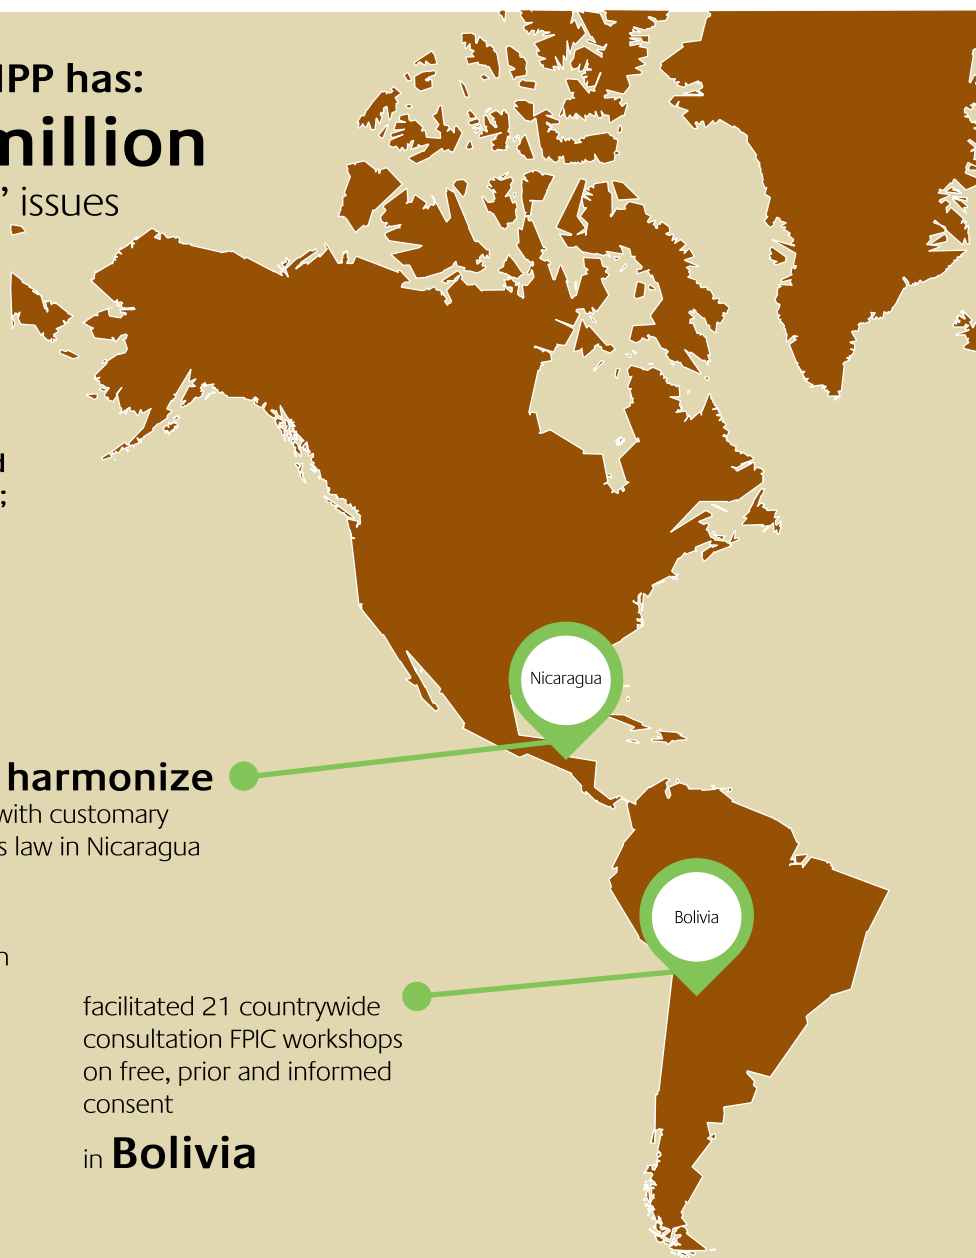 IPP has:
million
’ issues
d
;
Nicaragua
harmonize
with customary
s law in Nicaragua
Bolivia
n
facilitated 21 countrywide
consultation FPIC workshops
on free, prior and informed
consent
in Bolivia